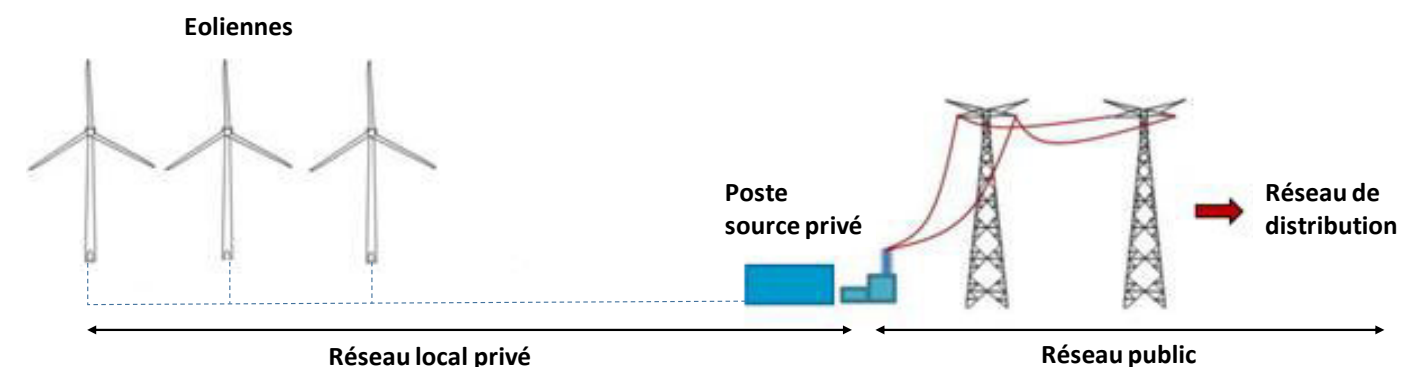 Eoliennes
Poste
source privé
Réseau de
distribution
Réseau local privé
Réseau public